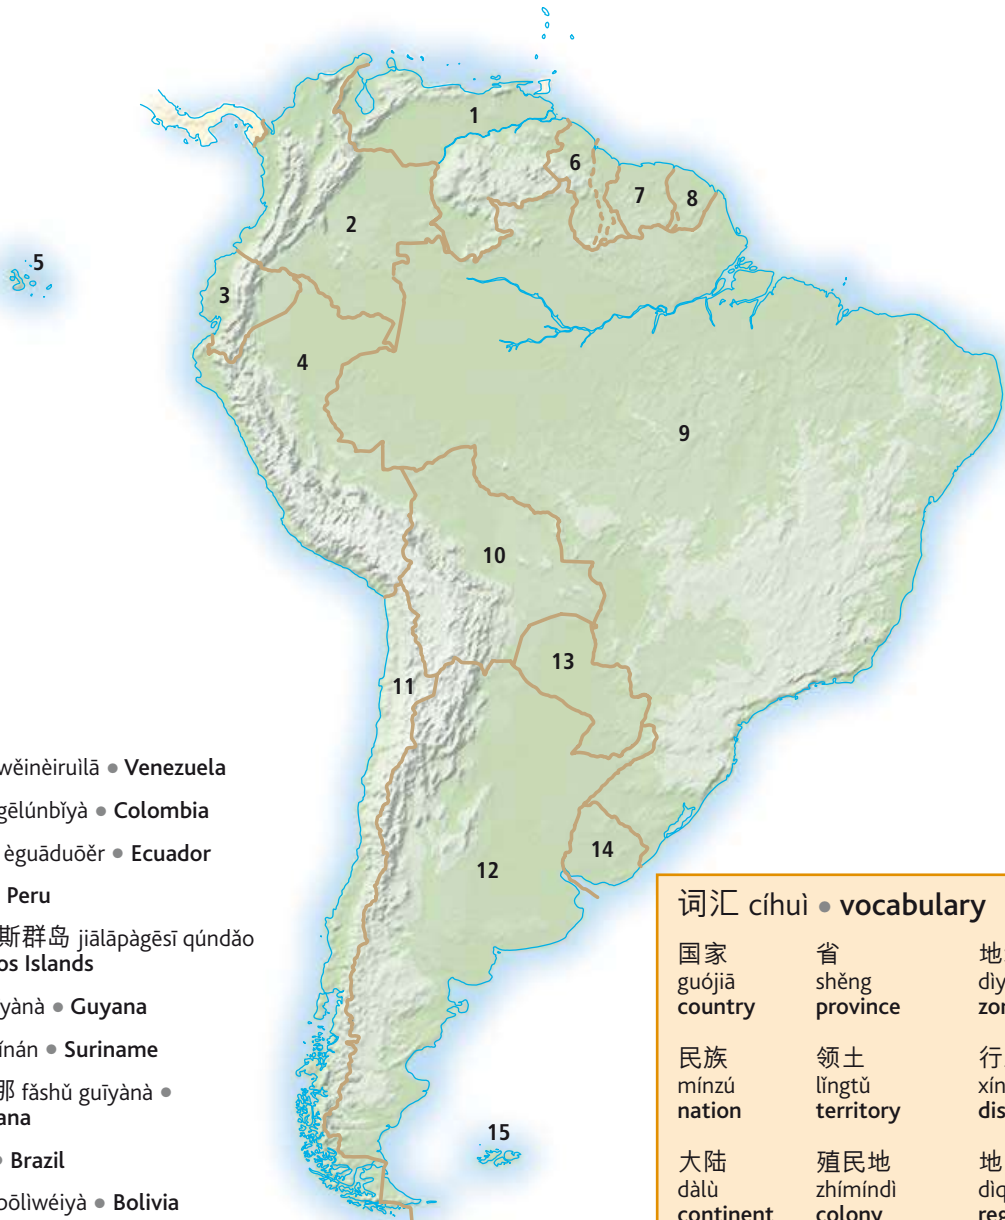 1
6
7
8
2
5
3
4
9
10
13
11
14
12
15
wěinèiruìlā ● Venezuela
gēlúnbǐyà ● Colombia
èguāduōěr ● Ecuador
Peru
斯群岛 jiālāpàgēsī qúndǎo
os Islands
yànà ● Guyana
ínán ● Suriname
那 fǎshǔ guīyànà ●
ana
● Brazil
bōlìwéiyà ● Bolivia
词汇 cíhuì ● vocabulary
国家 省
guójiā shěng
country province
民族 领土
mínzú lǐngtǔ
nation territory
大陆 殖民地
dàlù zhímíndì
continent colony